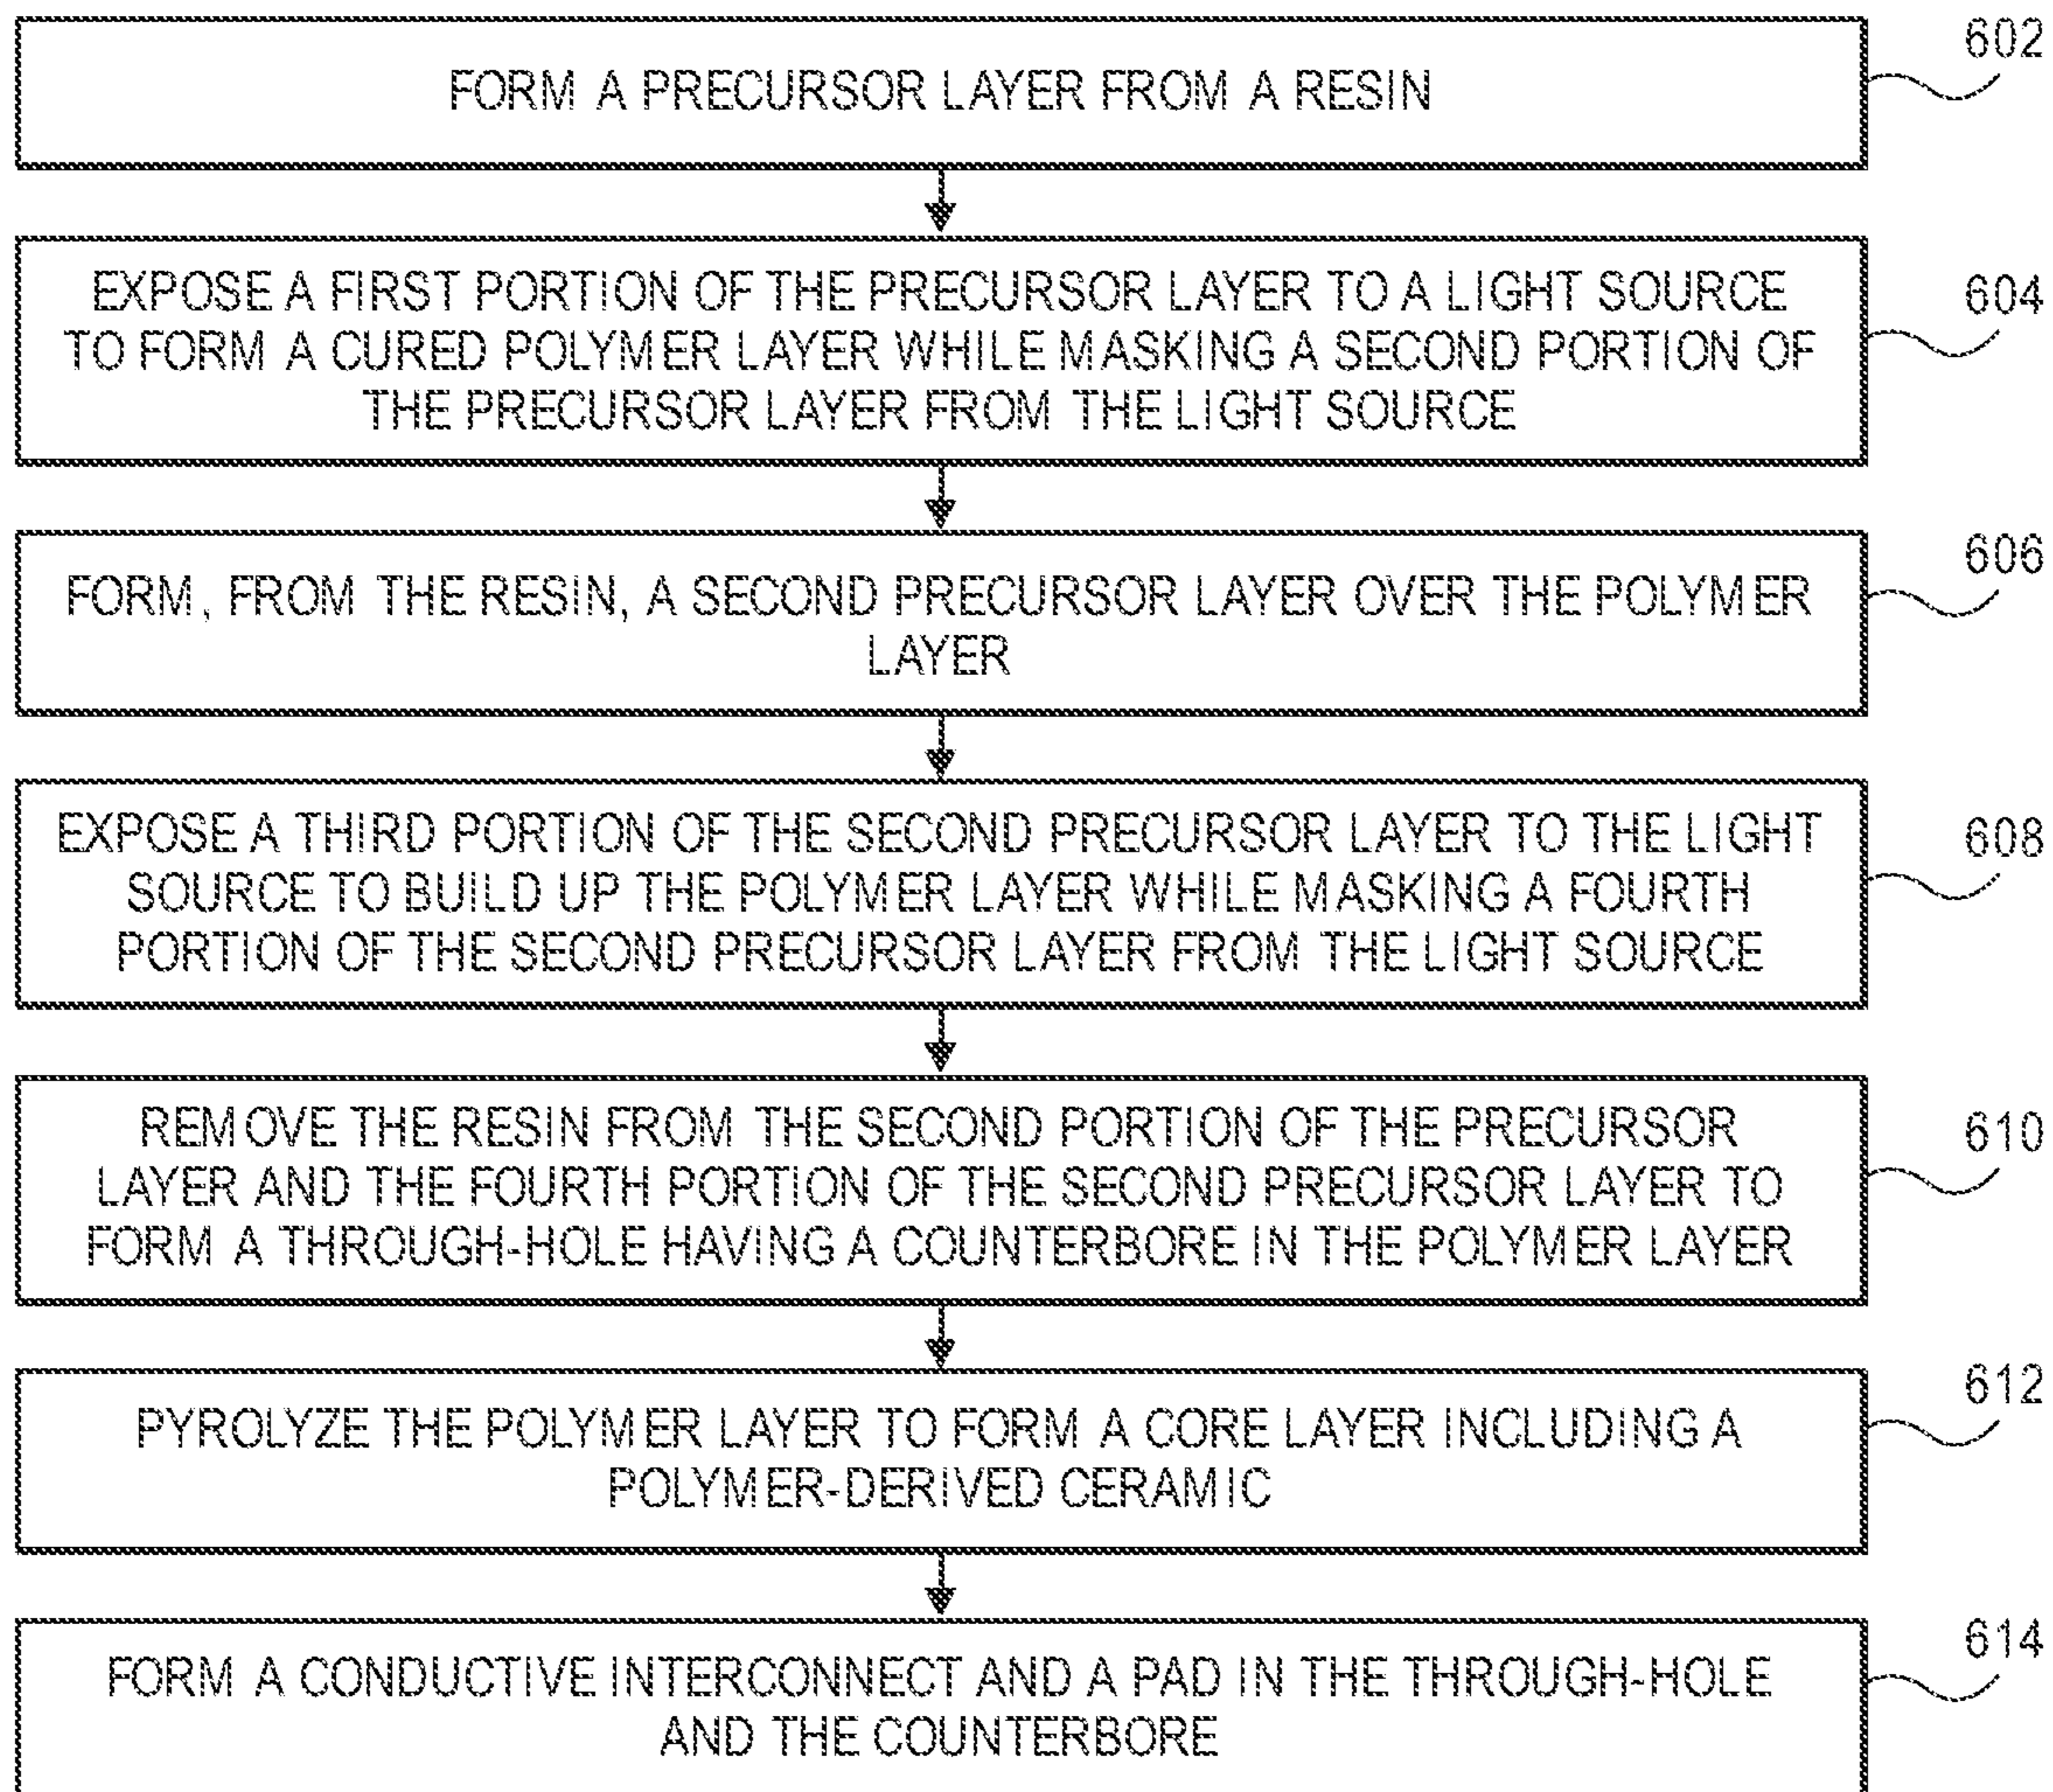 FORM A PRECURSOR LAYER FROM A RESIN
602
EXPOSE A FIRST PORTION OF THE PRECURSOR LAYER TO A LIGHT SOURCE
TO FORM A CURED POLYMER LAYER WHILE MASKING A SECOND PORTION OF
THE PRECURSOR LAYER FROM THE LIGHT SOURCE
604
FORM, FROM THE RESIN, A SECOND PRECURSOR LAYER OVER THE POLYMER
LAYER
606
EXPOSE A THIRD PORTION OF THE SECOND PRECURSOR LAYER TO THE LIGHT
SOURCE TO BUILD UP THE POLYMER LAYER WHILE MASKING A FOURTH
PORTION OF THE SECOND PRECURSOR LAYER FROM THE LIGHT SOURCE
608
REMOVE THE RESIN FROM THE SECOND PORTION OF THE PRECURSOR
LAYER AND THE FOURTH PORTION OF THE SECOND PRECURSOR LAYER TO
FORM A THROUGH-HOLE HAVING A COUNTERBORE IN THE POLYMER LAYER
610
PYROLYZE THE POLYMER LAYER TO FORM A CORE LAYER INCLUDING A
POLYMER-DERIVED CERAMIC
612
FORM A CONDUCTIVE INTERCONNECT AND A PAD IN THE THROUGH-HOLE
AND THE COUNTERBORE
614